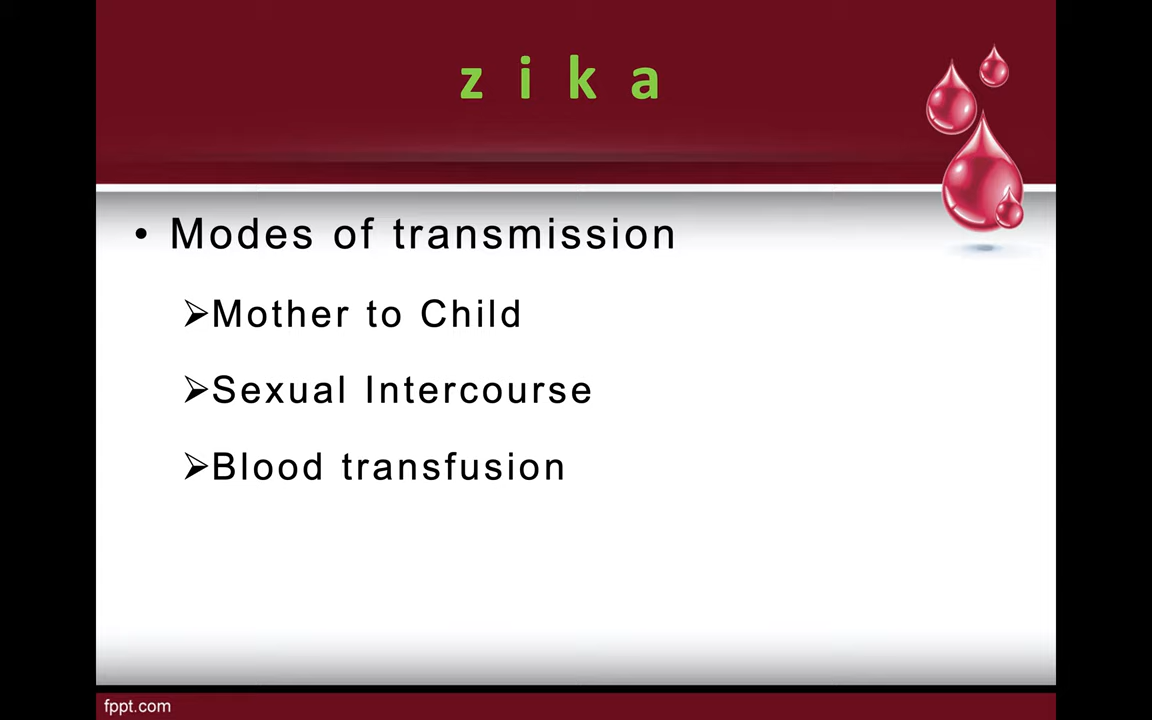 z i k a
• Modes of transmission
➢Mother to Child
➢Sexual Intercourse
➢Blood transfusion
fppt.com